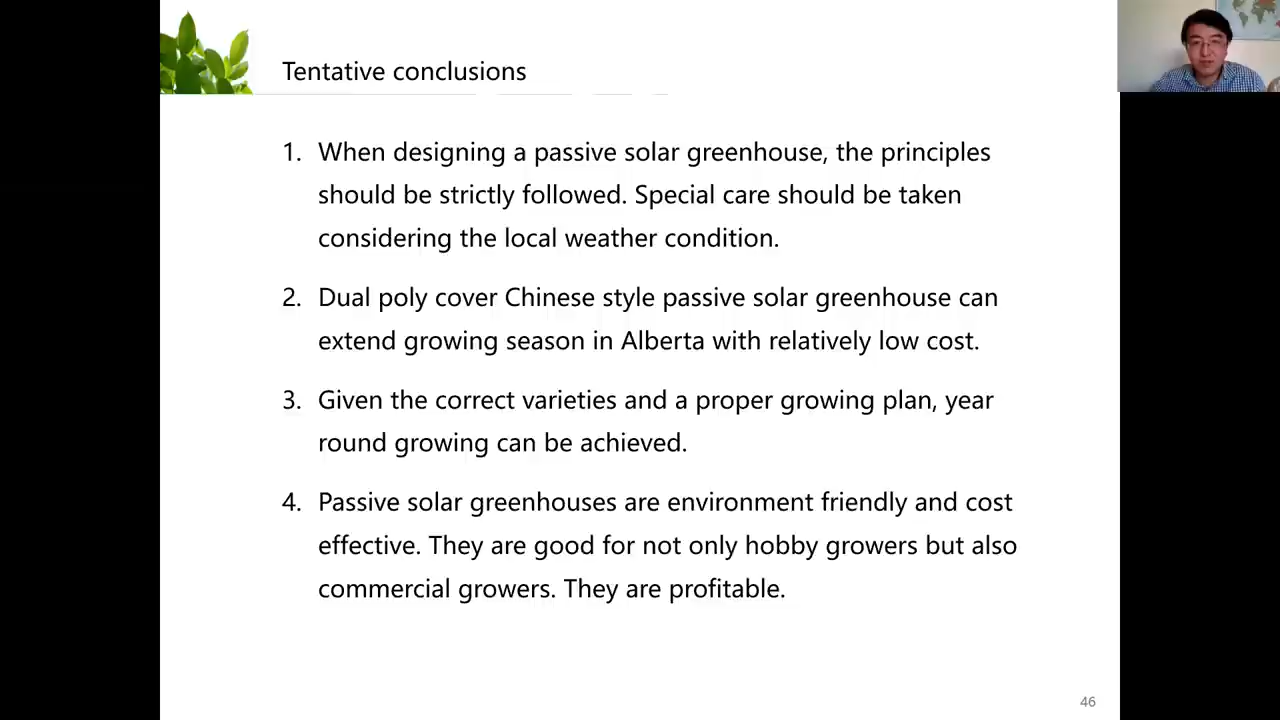 Tentative conclusions
1. When designing a passive solar greenhouse, the principles
should be strictly followed. Special care should be taken
considering the local weather condition.
2. Dual poly cover Chinese style passive solar greenhouse can
extend growing season in Alberta with relatively low cost.
3. Given the correct varieties and a proper growing plan, year
round growing can be achieved.
4. Passive solar greenhouses are environment friendly and cost
effective. They are good for not only hobby growers but also
commercial growers. They are profitable.
46